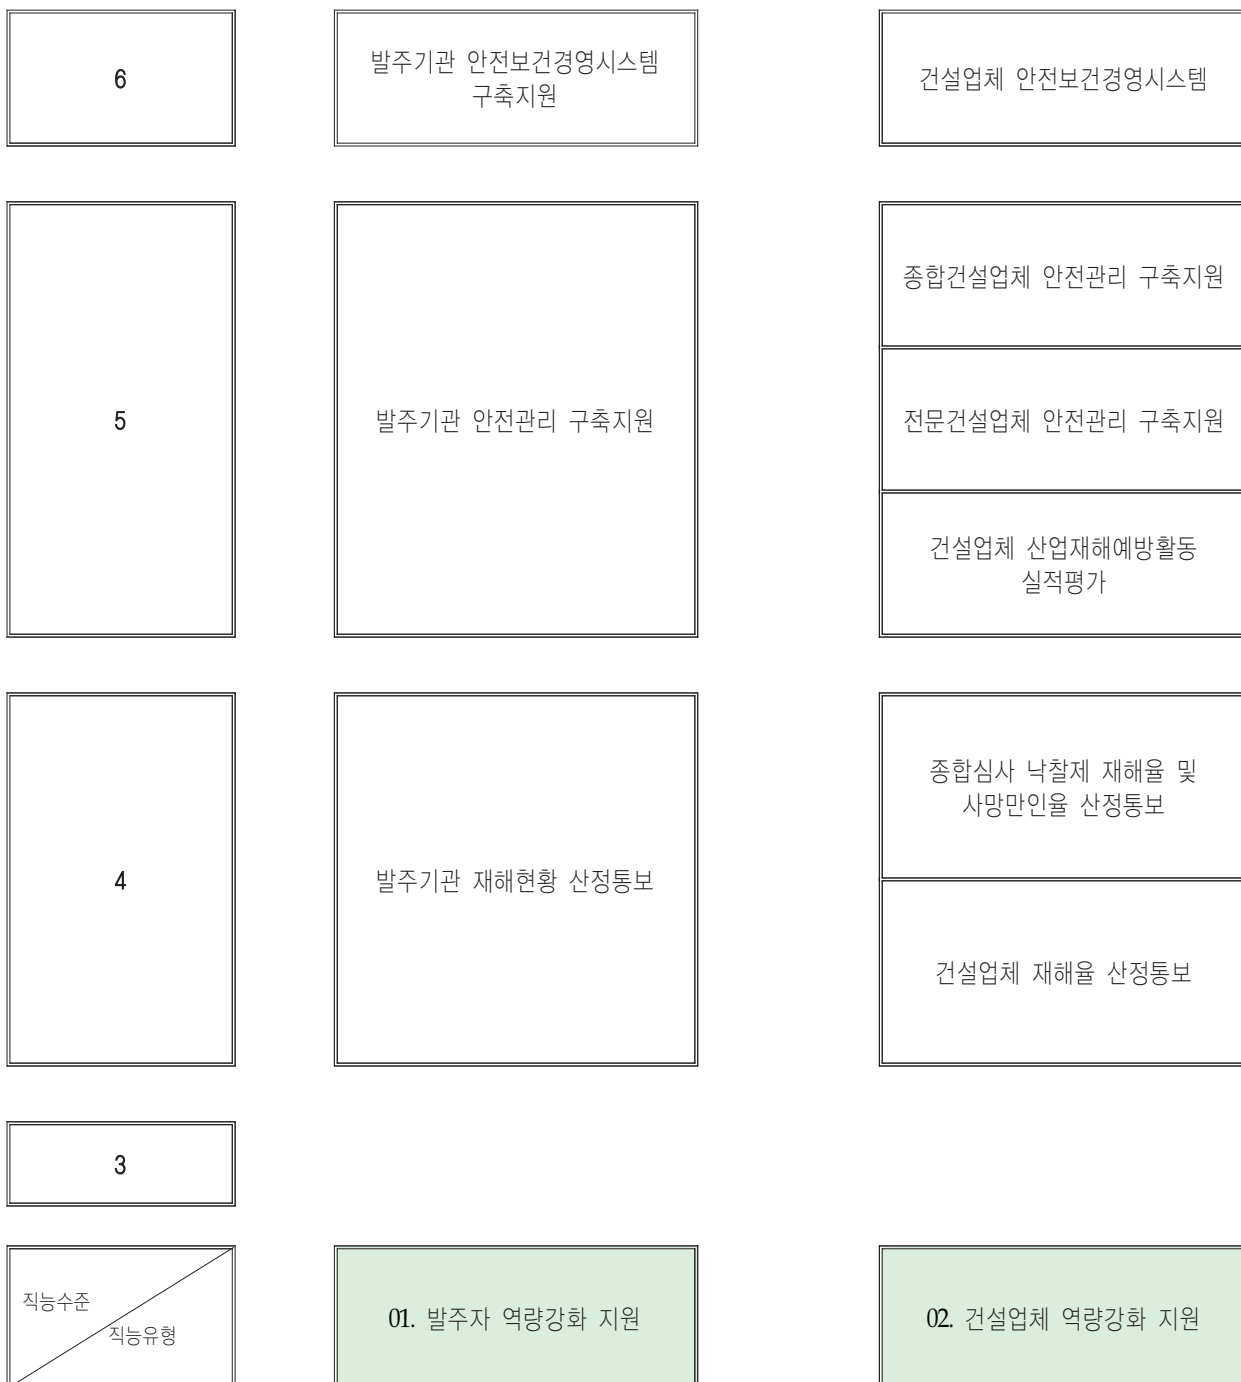 6
발주기관 안전보건경영시스템
구축지원
건설업체 안전보건경영시스템
5
발주기관 안전관리 구축지원
종합건설업체 안전관리 구축지원
전문건설업체 안전관리 구축지원
건설업체 산업재해예방활동
실적평가
4
발주기관 재해현황 산정통보
종합심사 낙찰제 재해율 및
사망만인율 산정통보
건설업체 재해율 산정통보
3
직능수준
직능유형
01. 발주자 역량강화 지원
02. 건설업체 역량강화 지원